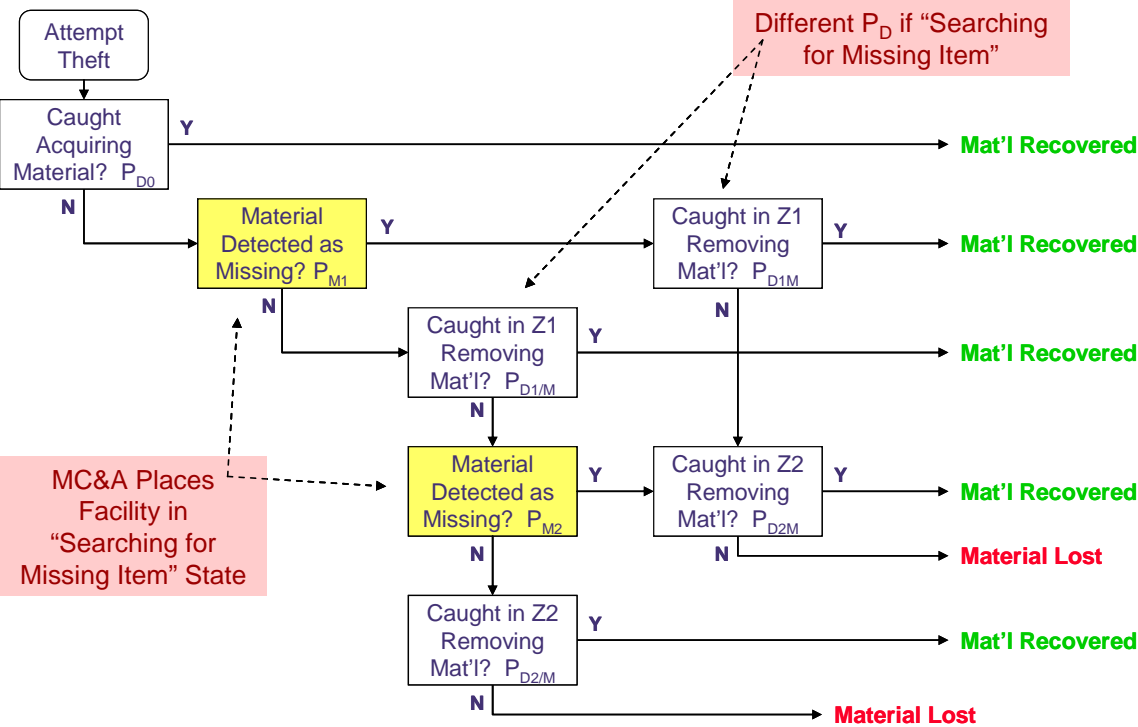 Attempt
Theft
Different P_D if “Searching
for Missing Item”
Caught
Acquiring
Material? P_D0
Y
Mat'l Recovered
N
Material
Detected as
Missing? P_M1
Y
Caught in Z1
Removing
Mat'l? P_D1M
Y
Mat'l Recovered
N
N
Caught in Z1
Removing
Mat'l? P_D1/M
Y
Mat'l Recovered
N
MC&A Places
Facility in
“Searching for
Missing Item” State
Material
Detected as
Missing? P_M2
Y
Caught in Z2
Removing
Mat'l? P_D2M
Y
Mat'l Recovered
N
N
Material Lost
Caught in Z2
Removing
Mat'l? P_D2/M
Y
Mat'l Recovered
N
Material Lost